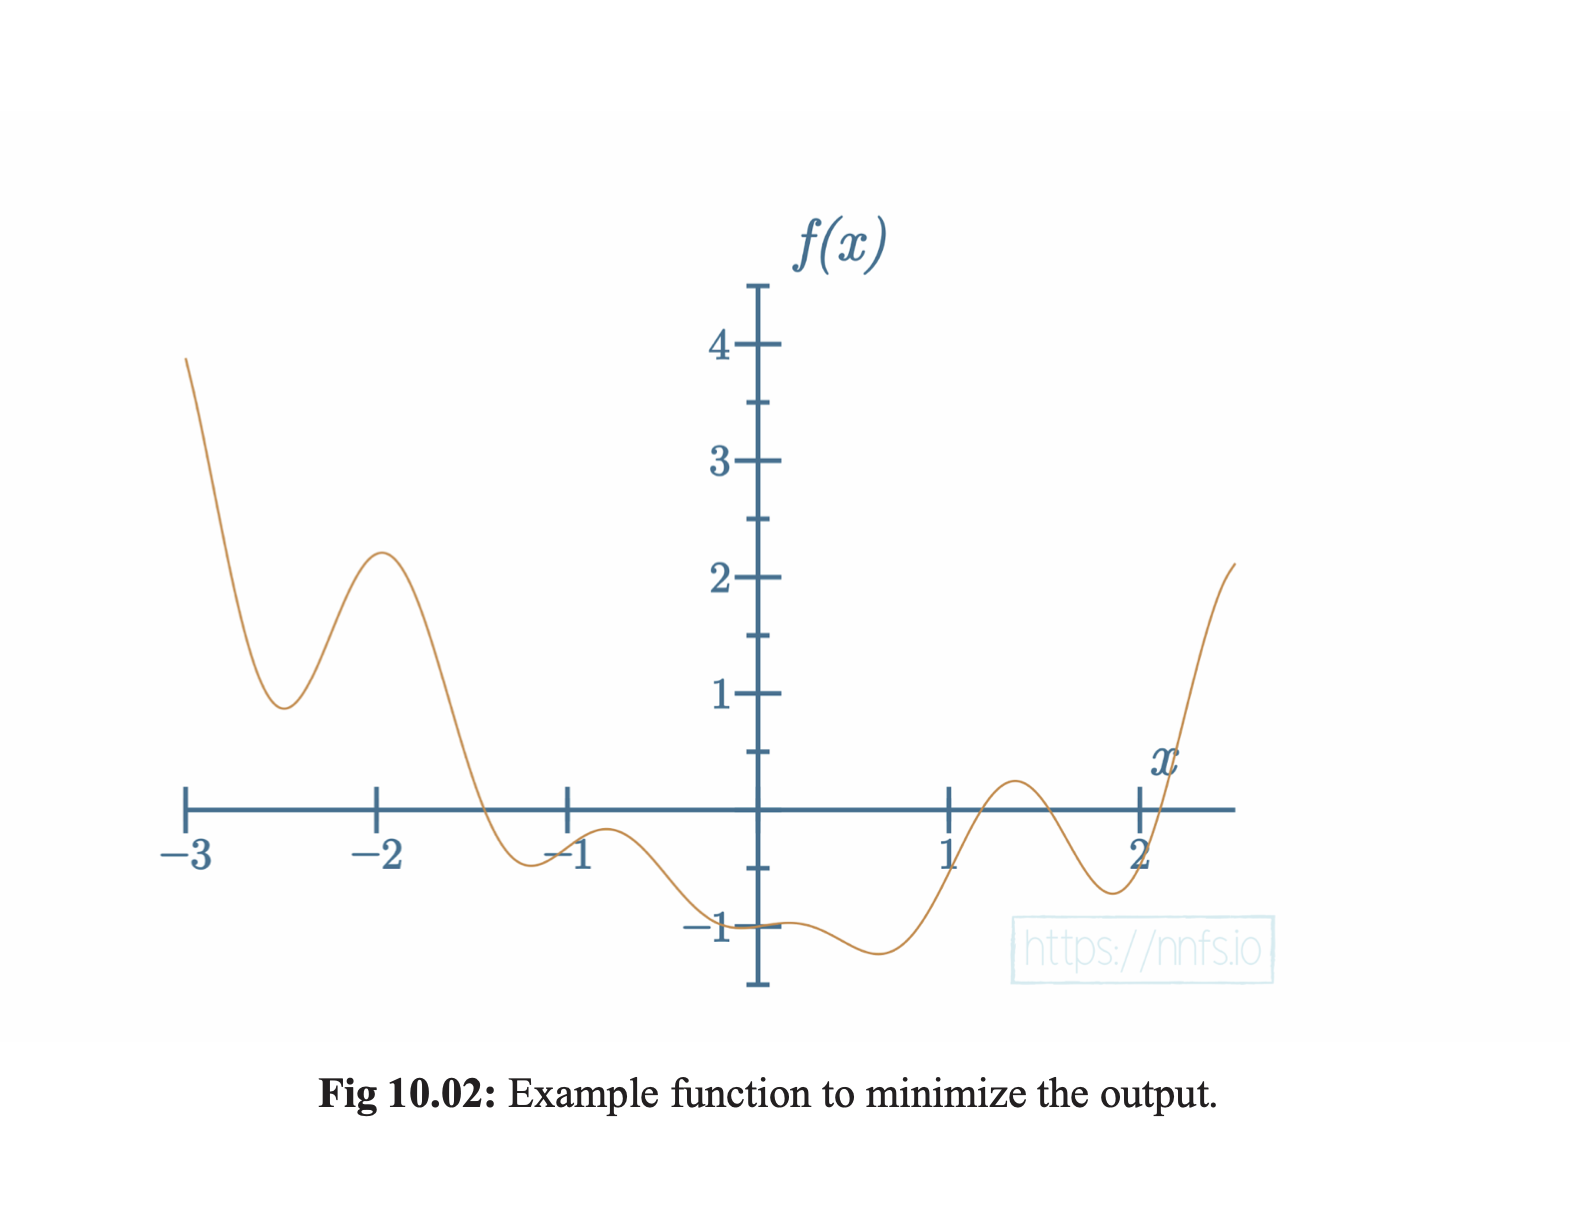 f(x)
4
3
2
1
x
−3 −2 −1 1 2
−1
https://nnfs.io
Fig 10.02: Example function to minimize the output.